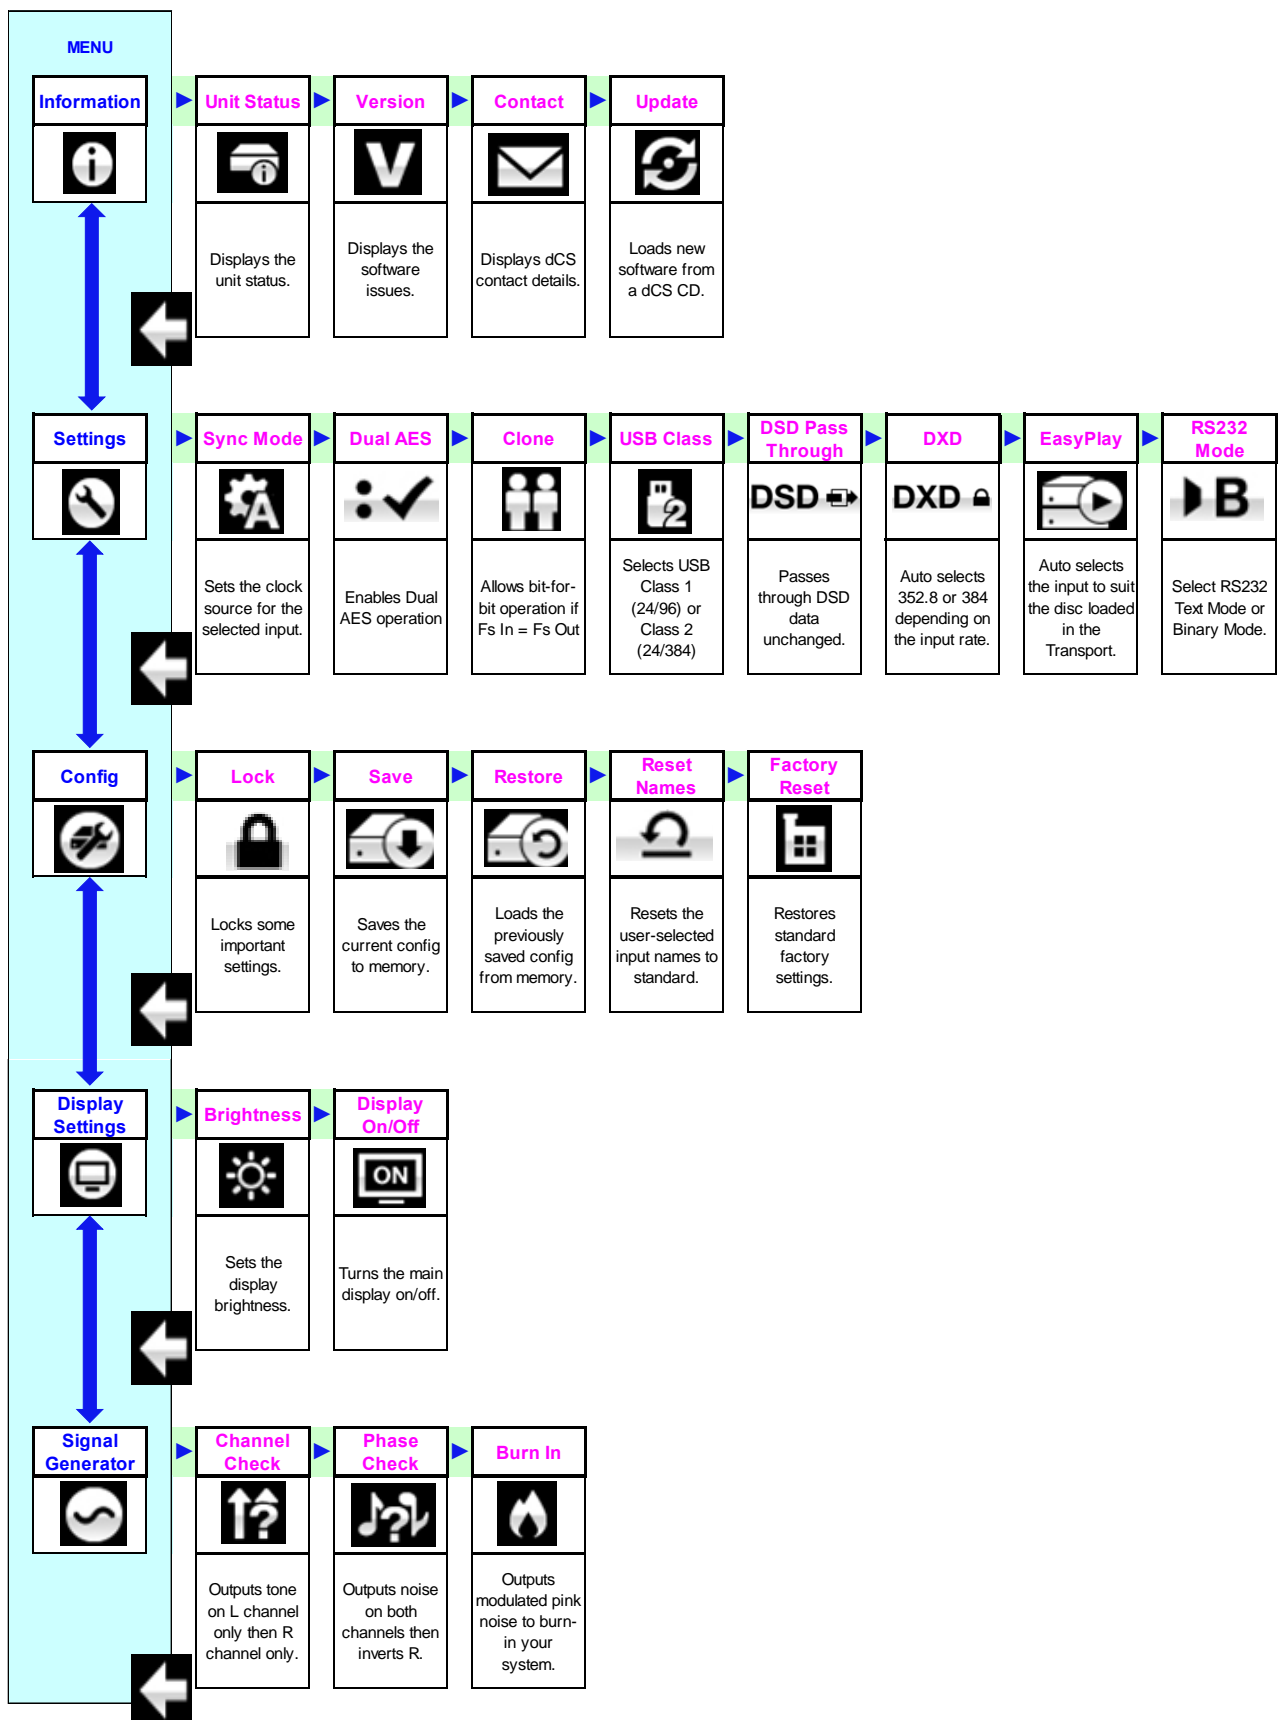 MENU
Information
Unit Status
Version
Contact
Update
V
Displays the
unit status.
Displays the
software
issues.
Displays dCS
contact details.
Loads new
software from
a dCS CD.
Settings
Sync Mode
Dual AES
Clone
USB Class
DSD Pass
Through
DXD
EasyPlay
RS232
Mode
A
2
DSD
DXD
B
Sets the clock
source for the
selected input.
Enables Dual
AES operation
Allows bit-for-
bit operation if
Fs In = Fs Out
Selects USB
Class 1
(24/96) or
Class 2
(24/384)
Passes
through DSD
data
unchanged.
Auto selects
352.8 or 384
depending on
the input rate.
Auto selects
the input to suit
the disc loaded
in the
Transport.
Select RS232
Text Mode or
Binary Mode.
Config
Lock
Save
Restore
Reset
Names
Factory
Reset
Locks some
important
settings.
Saves the
current config
to memory.
Loads the
previously
saved config
from memory.
Resets the
user-selected
input names to
standard.
Restores
standard
factory
settings.
Display
Settings
Brightness
Display
On/Off
ON
Sets the
display
brightness.
Turns the main
display on/off.
Signal
Generator
Channel
Check
Phase
Check
Burn In
?
?
Outputs tone
on L channel
only then R
channel only.
Outputs noise
on both
channels then
inverts R.
Outputs
modulated pink
noise to burn-
in your
system.